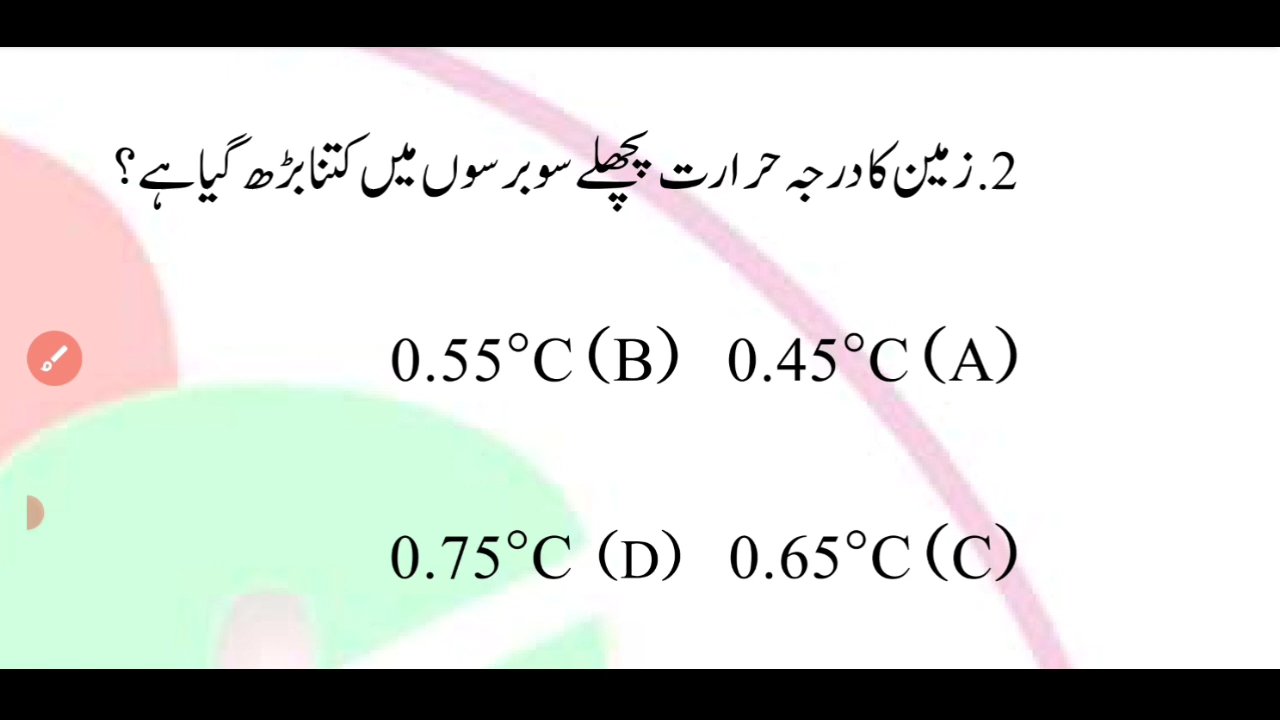 2. زمین کا درجہ حرارت پچھلے سو برسوں میں کتنا بڑھ گیا ہے؟
(A) 0.45°C (B) 0.55°C
(C) 0.65°C (D) 0.75°C